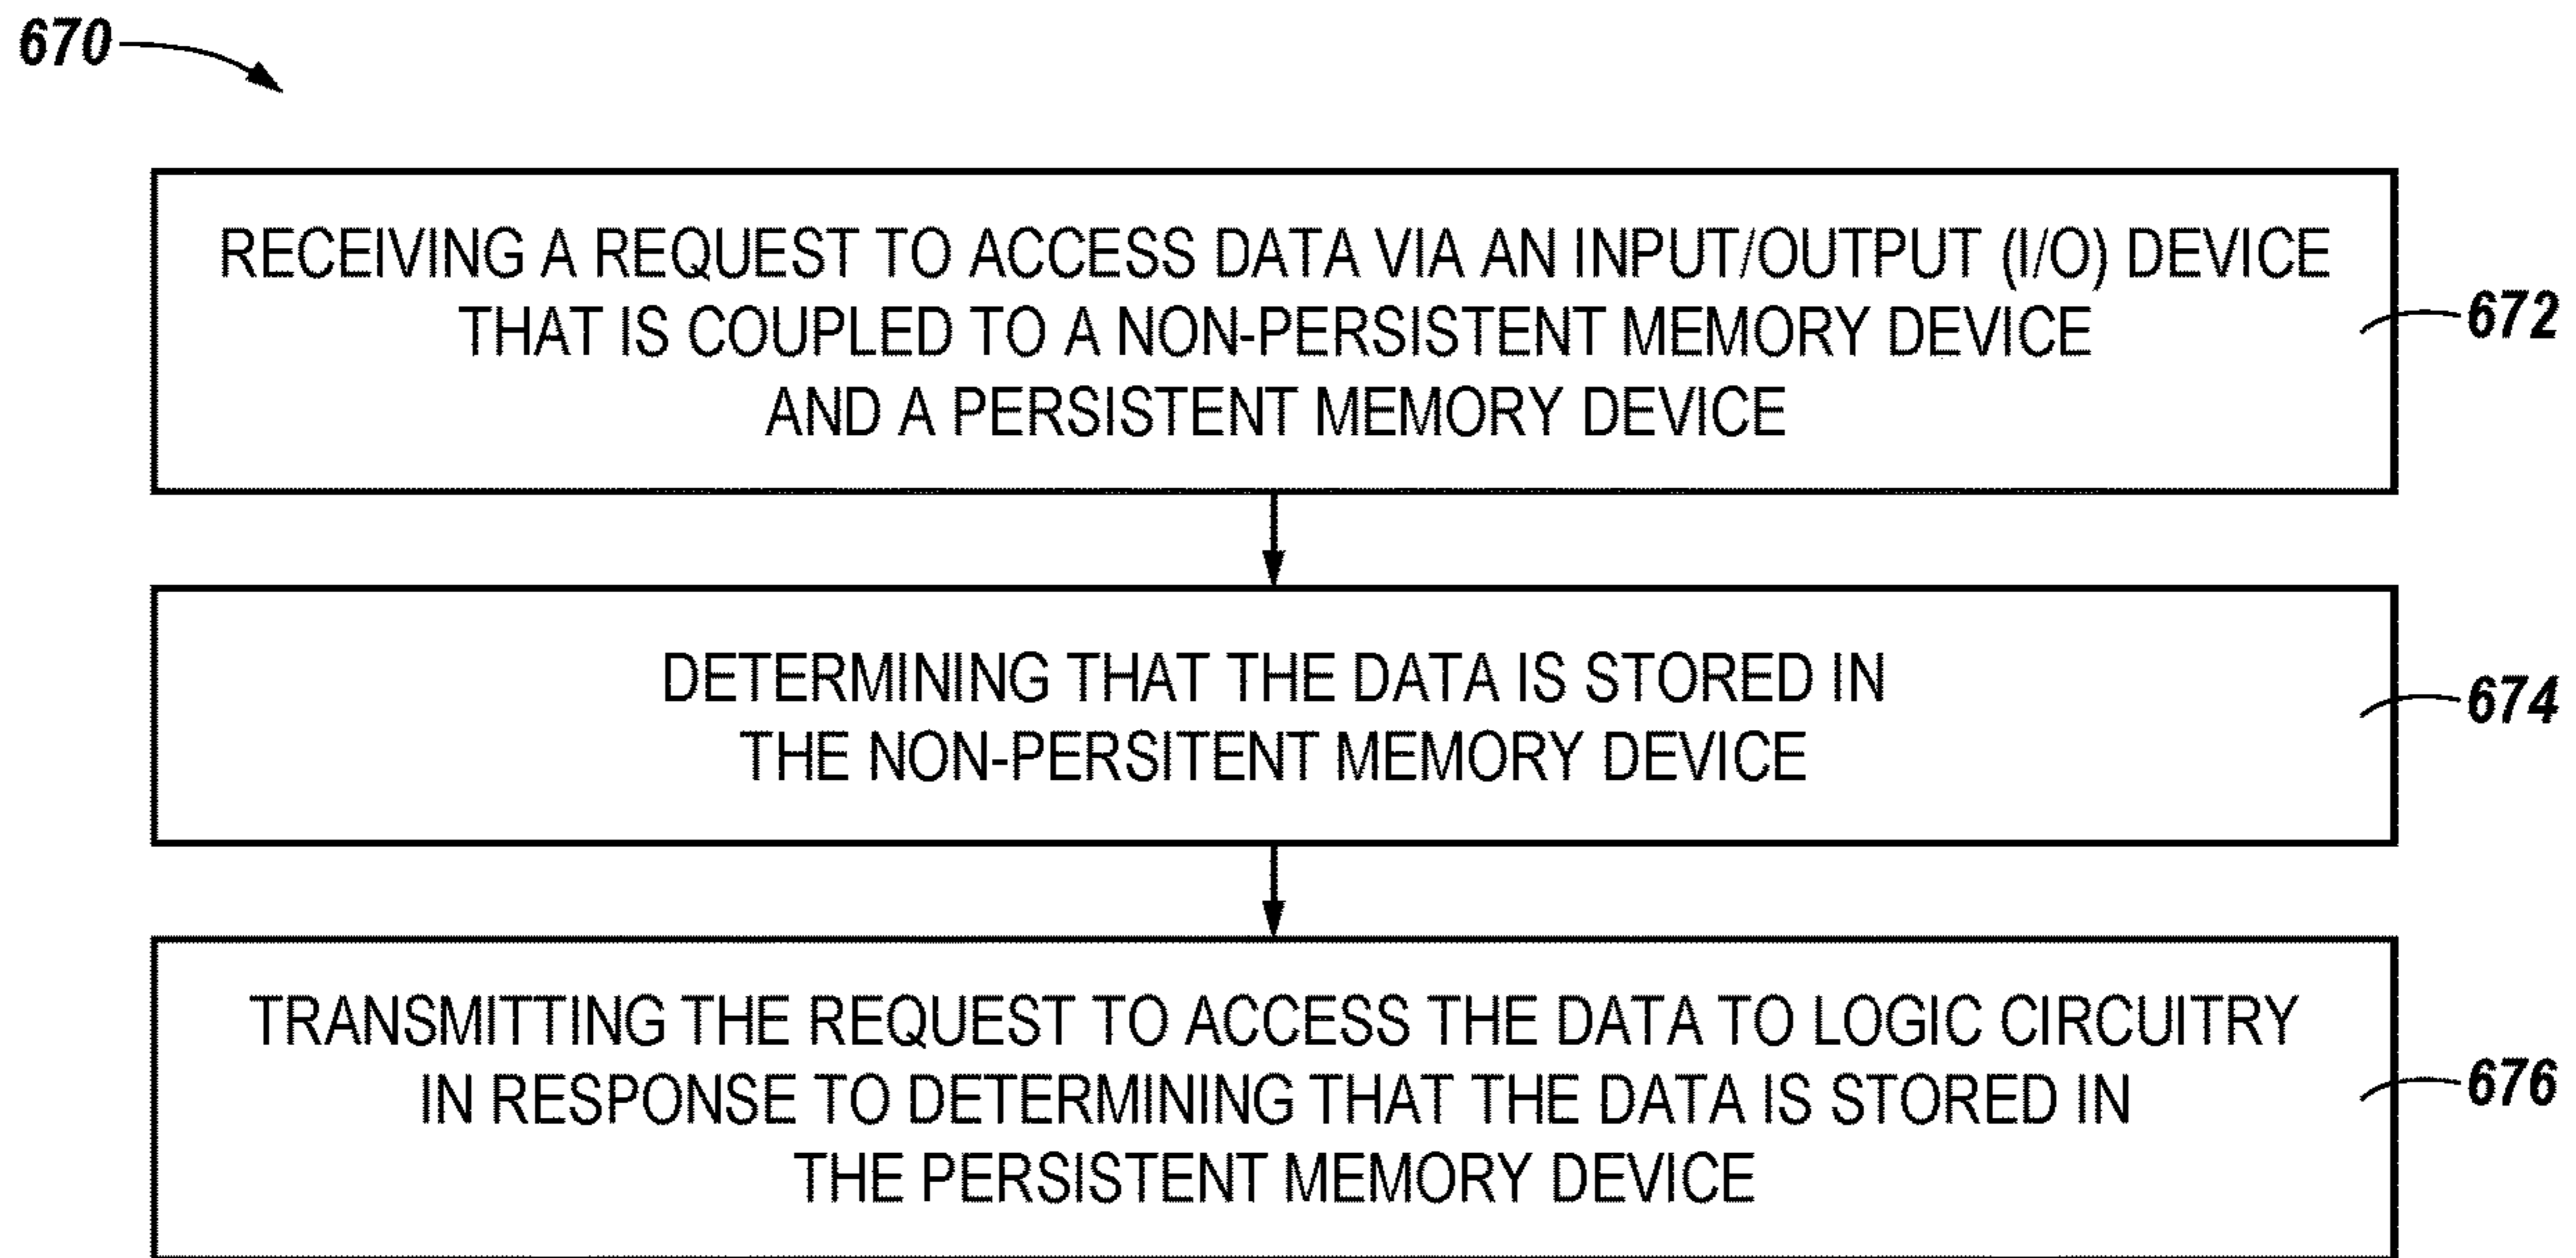 670
RECEIVING A REQUEST TO ACCESS DATA VIA AN INPUT/OUTPUT (I/O) DEVICE
THAT IS COUPLED TO A NON-PERSISTENT MEMORY DEVICE
AND A PERSISTENT MEMORY DEVICE
672
DETERMINING THAT THE DATA IS STORED IN
THE NON-PERSITENT MEMORY DEVICE
674
TRANSMITTING THE REQUEST TO ACCESS THE DATA TO LOGIC CIRCUITRY
IN RESPONSE TO DETERMINING THAT THE DATA IS STORED IN
THE PERSISTENT MEMORY DEVICE
676